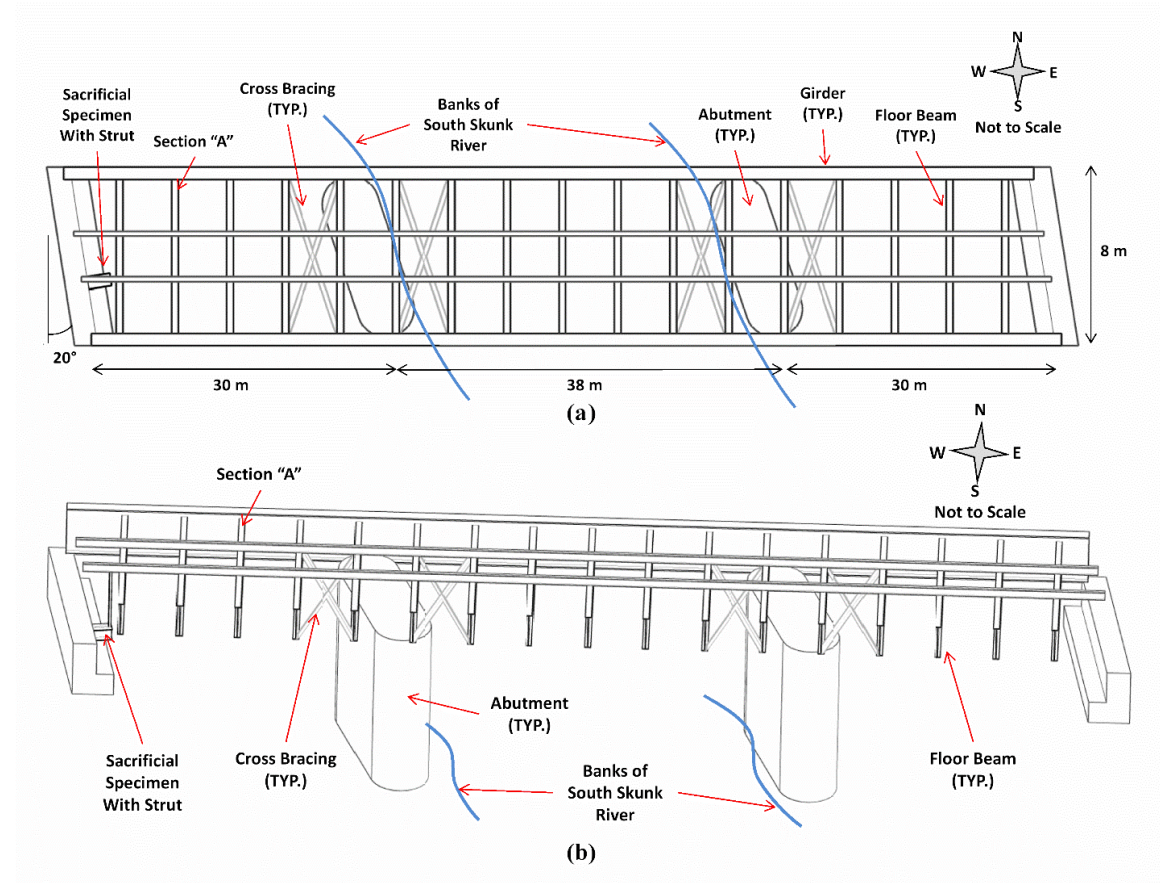 N
W
E
S
Not to Scale
Sacrificial
Specimen
With Strut
Section “A”
Cross Bracing
(TYP.)
Banks of
South Skunk
River
Abutment
(TYP.)
Girder
(TYP.)
Floor Beam
(TYP.)
8 m
20°
30 m
38 m
30 m
(a)
N
W
E
S
Not to Scale
Section “A”
Sacrificial
Specimen
With Strut
Cross Bracing
(TYP.)
Abutment
(TYP.)
Banks of
South Skunk
River
Floor Beam
(TYP.)
(b)